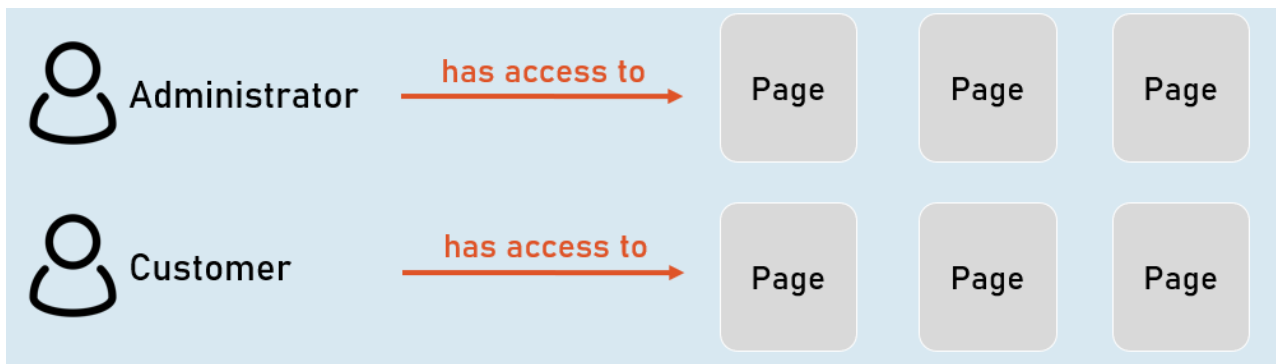 has access to
Administrator
Page
Page
Page
has access to
Customer
Page
Page
Page